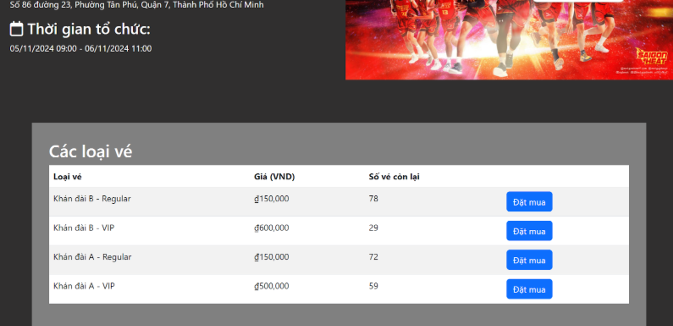 Số 86 đường 23, Phường Tân Phú, Quận 7, Thành Phố Hồ Chí Minh
Thời gian tổ chức:
05/11/2024 09:00 - 06/11/2024 11:00
SAIGON
HEAT
Các loại vé
Loại vé Giá (VND) Số vé còn lại
Khán đài B - Regular ₫150,000 78 Đặt mua
Khán đài B - VIP ₫600,000 29 Đặt mua
Khán đài A - Regular ₫150,000 72 Đặt mua
Khán đài A - VIP ₫500,000 59 Đặt mua